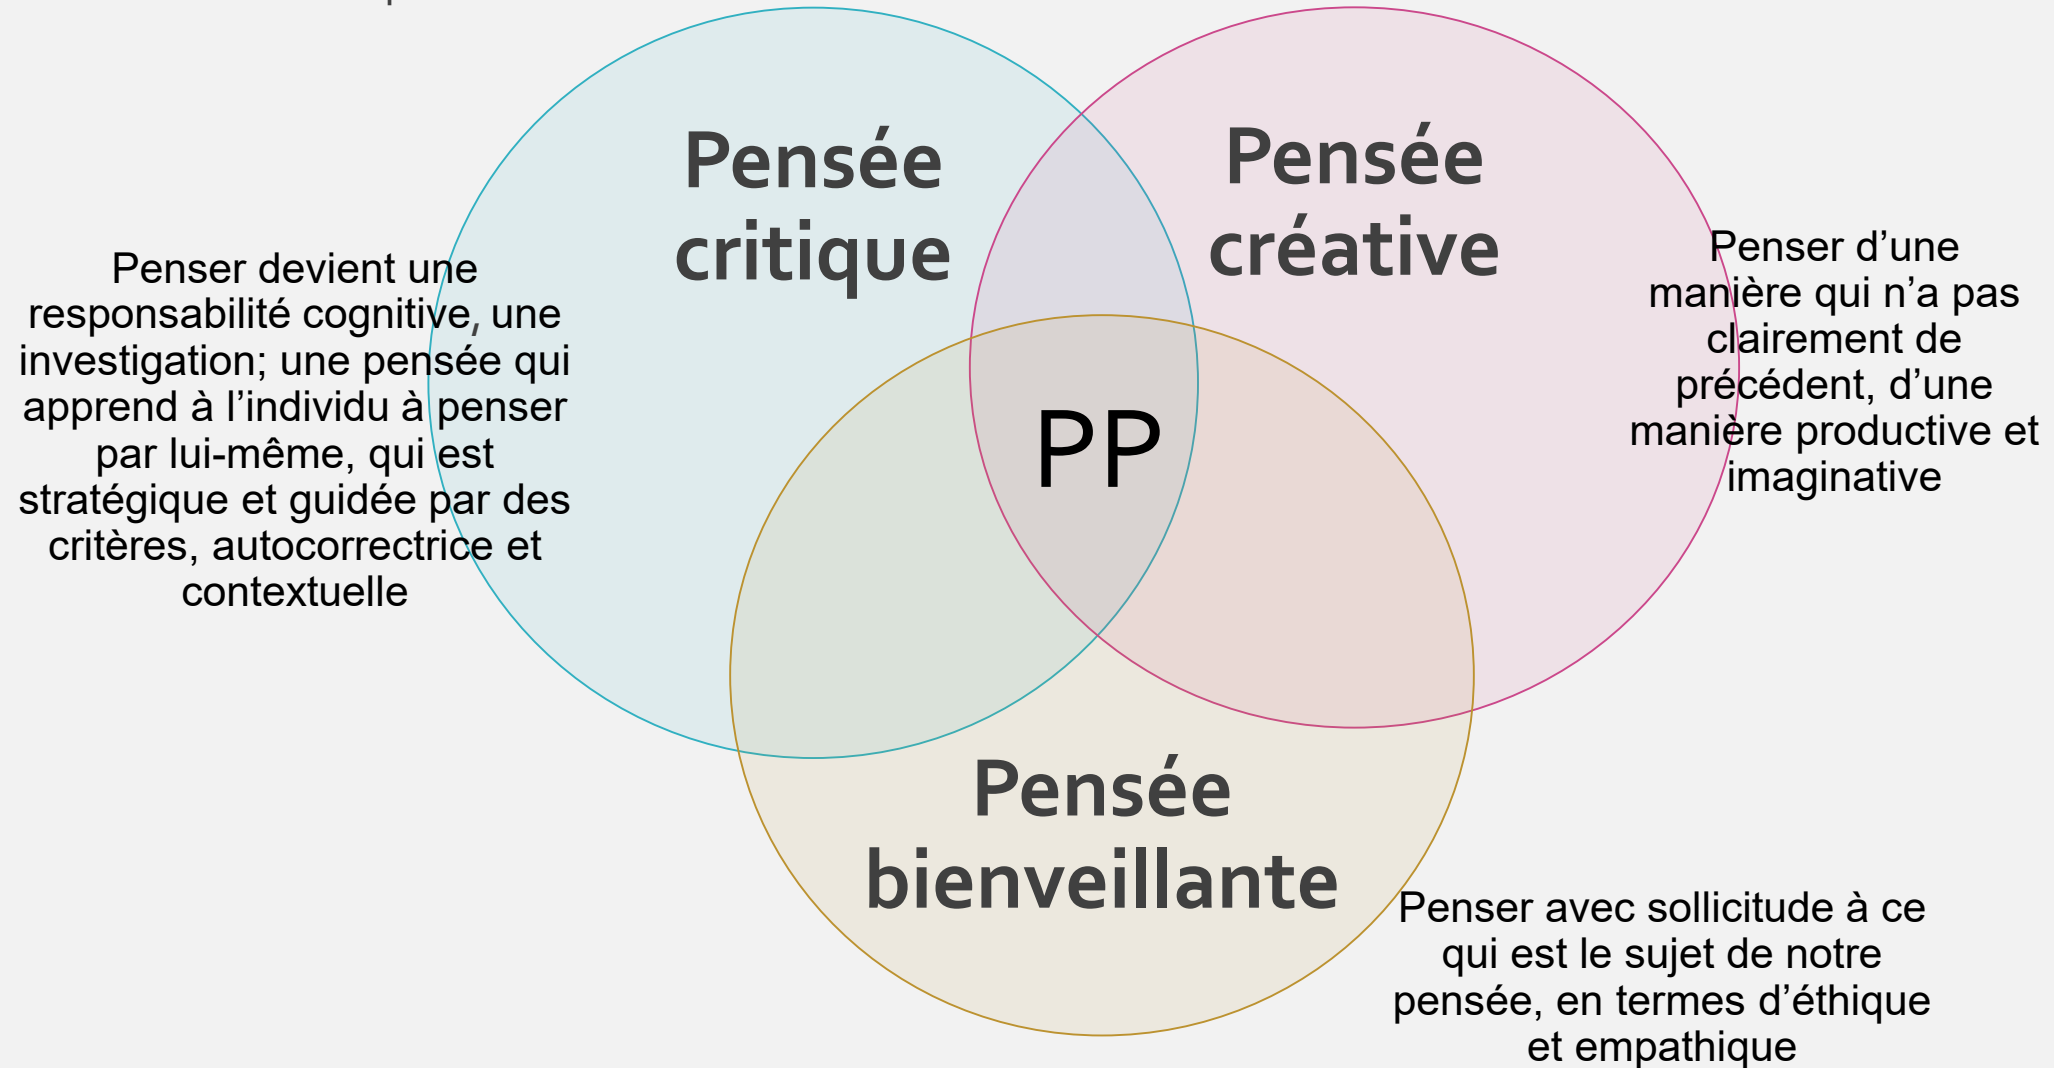 Pensée
critique
Pensée
créative
Penser devient une
responsabilité cognitive, une
investigation; une pensée qui
apprend à l’individu à penser
par lui-même, qui est
stratégique et guidée par des
critères, autocorrectrice et
contextuelle
Penser d’une
manière qui n’a pas
clairement de
précédent, d’une
manière productive et
imaginative
PP
Pensée
bienveillante
Penser avec sollicitude à ce
qui est le sujet de notre
pensée, en termes d’éthique
et empathique